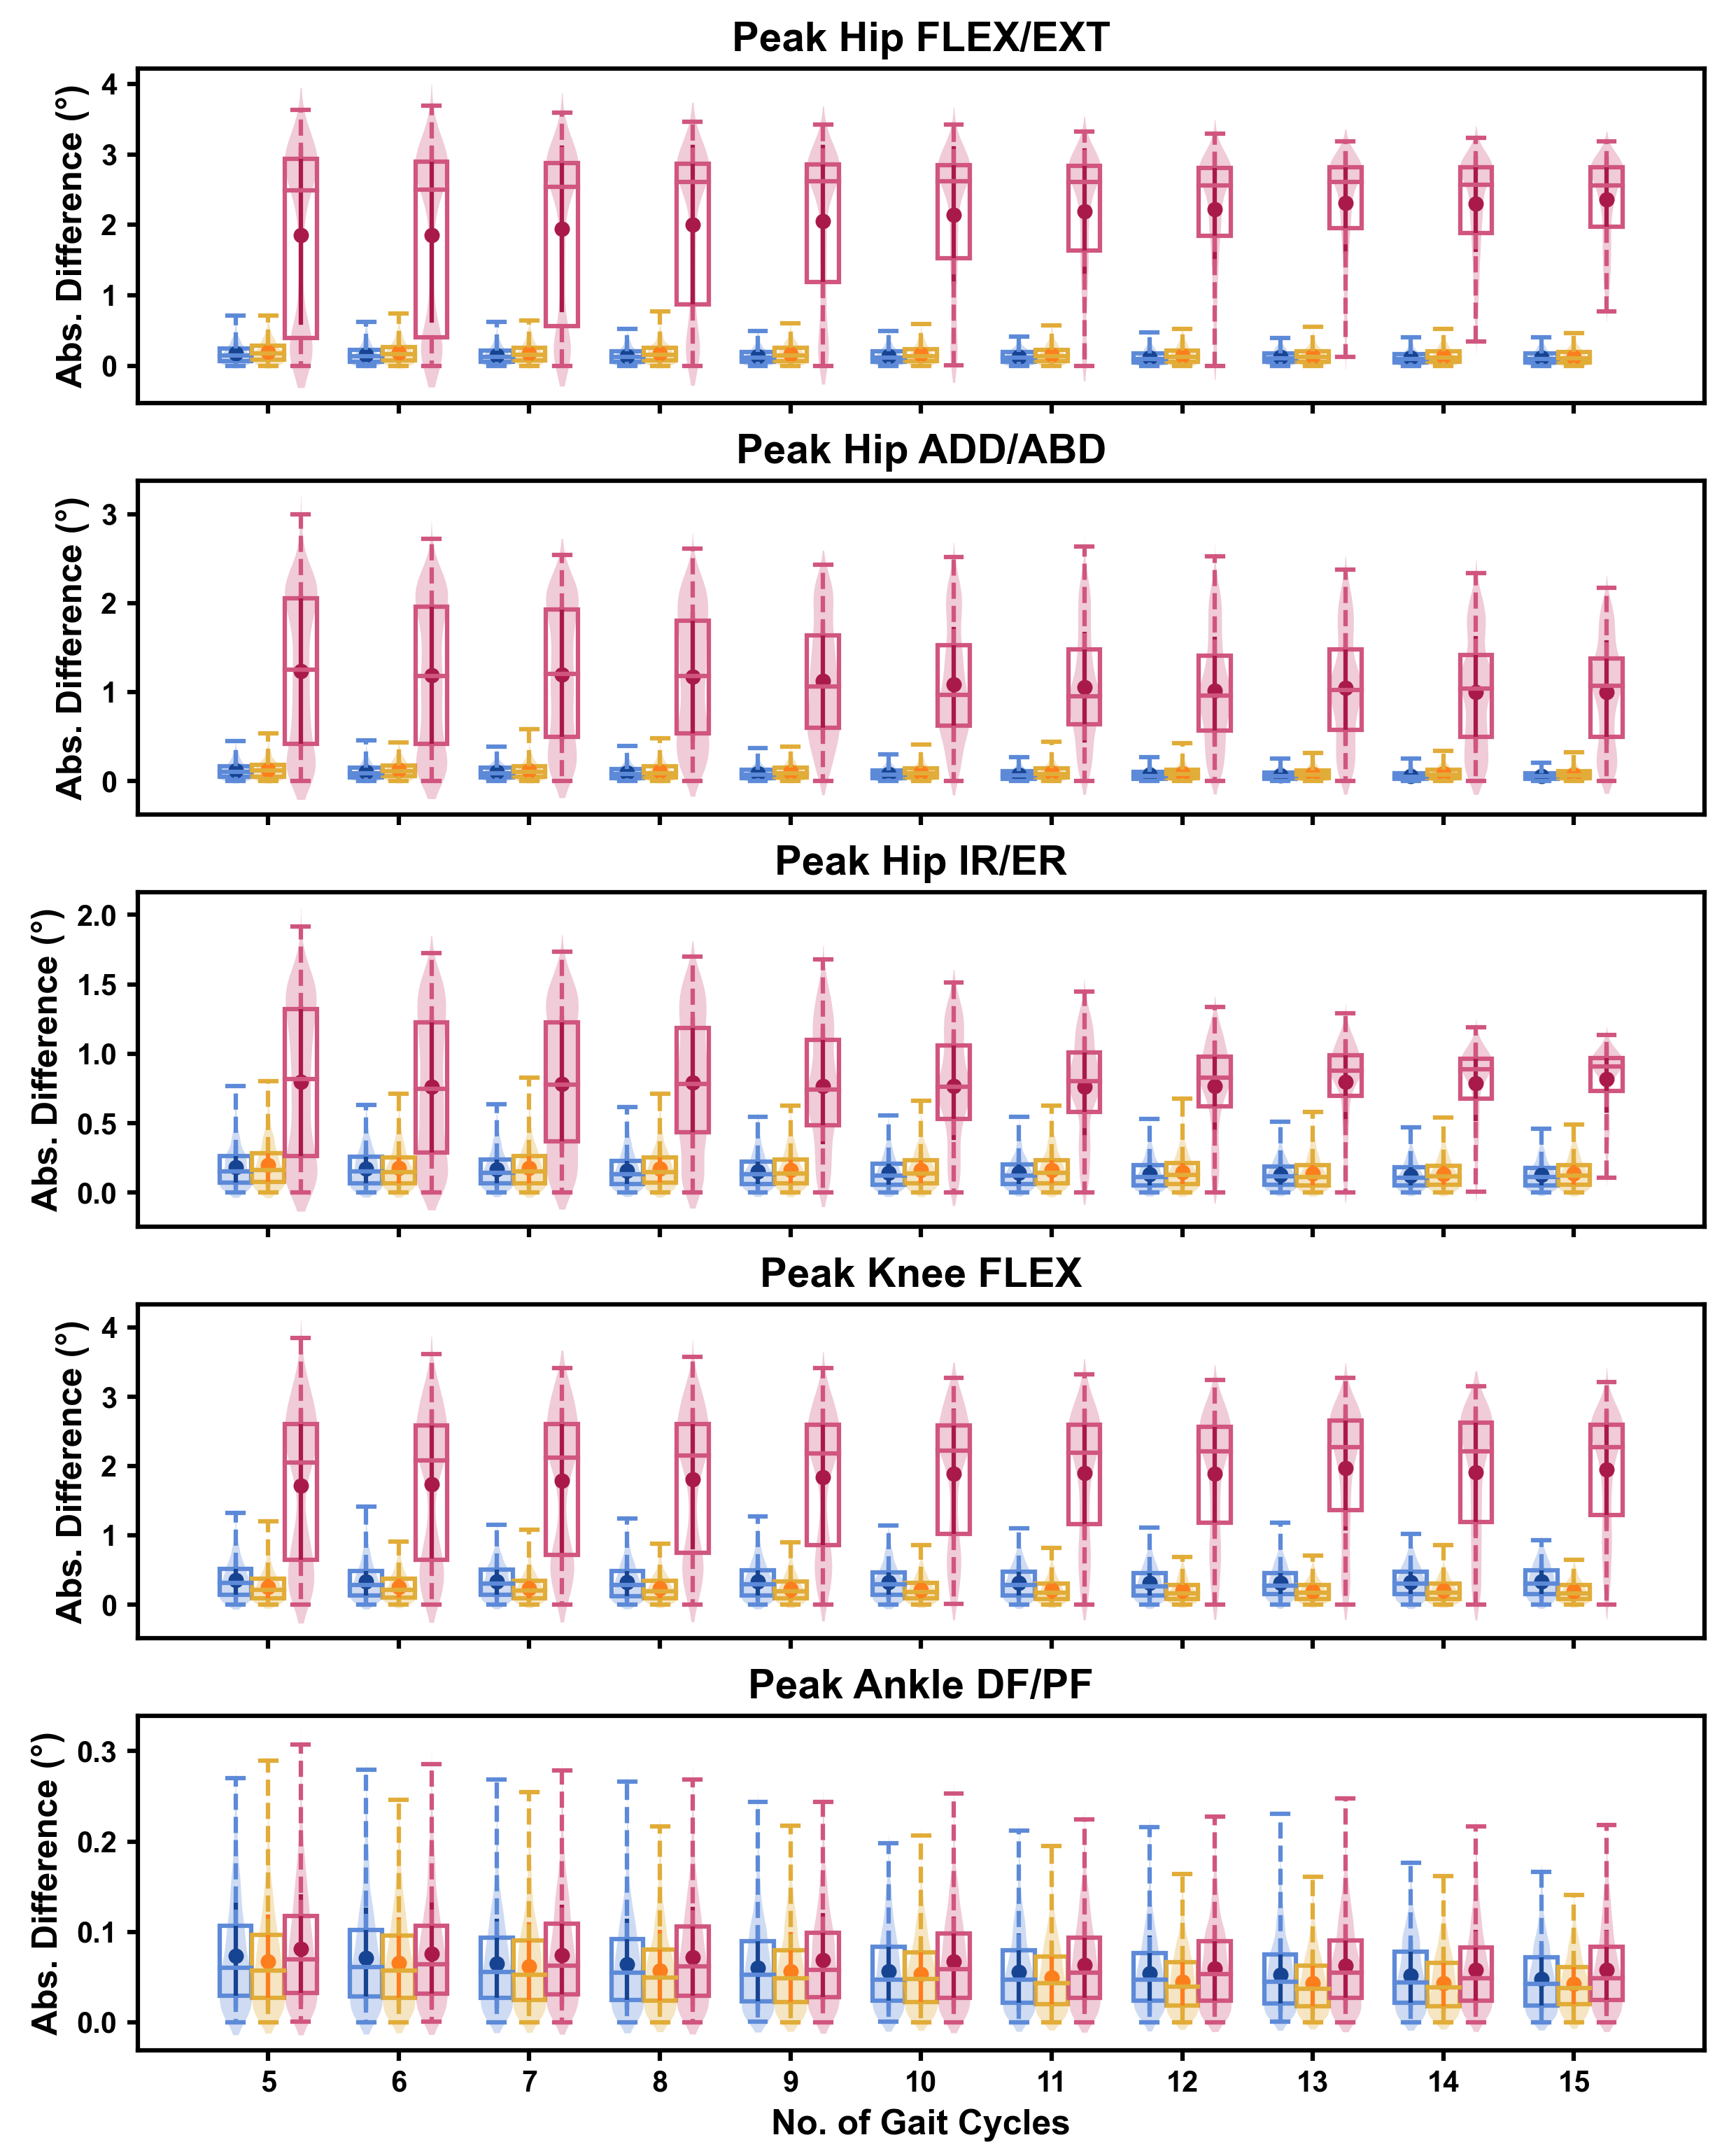 Peak Hip FLEX/EXT
Abs. Difference (°)
4
3
2
1
0
Peak Hip ADD/ABD
Abs. Difference (°)
3
2
1
0
Peak Hip IR/ER
Abs. Difference (°)
2.0
1.5
1.0
0.5
0.0
Peak Knee FLEX
Abs. Difference (°)
4
3
2
1
0
Peak Ankle DF/PF
Abs. Difference (°)
0.3
0.2
0.1
0.0
5 6 7 8 9 10 11 12 13 14 15
No. of Gait Cycles